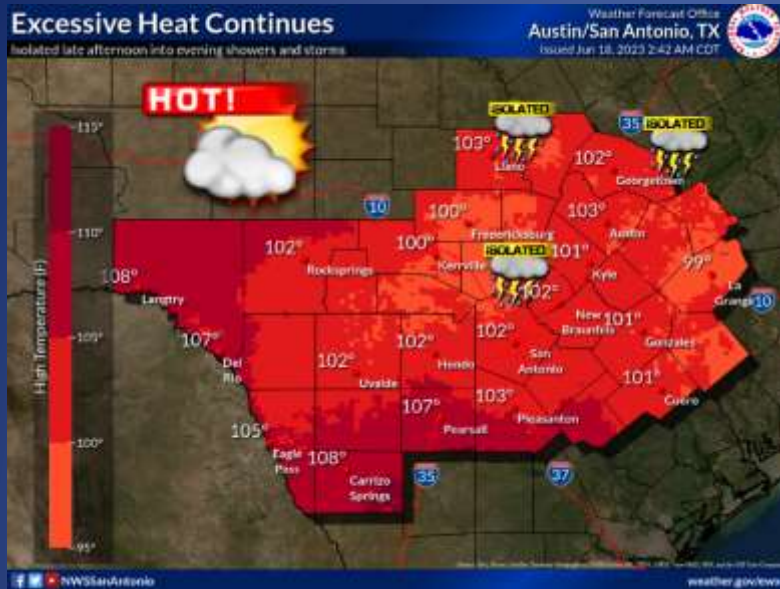 Excessive Heat Continues
Isolated late afternoon into evening showers and storms
Weather Forecast Office
Austin/San Antonio, TX
Issued Jun 18, 2023 2:42 AM CDT
HOT!
High Temperature (F)
115°
110°
105°
100°
95°
ISOLATED
103°
Llano
35
ISOLATED
102°
Georgetown
10
100°
Fredericksburg
103°
Austin
102°
Rocksprings
100°
Kerrville
ISOLATED
101°
Kyle
99°
La Grange
10
108°
Langtry
102°
New Braunfels
101°
Gonzales
107°
Del Rio
102°
Uvalde
102°
Hondo
102°
San Antonio
101°
Cuero
107°
Pearsall
103°
Pleasanton
105°
Eagle Pass
108°
Carrizo Springs
35
37
NWSSanAntonio
weather.gov/ewx